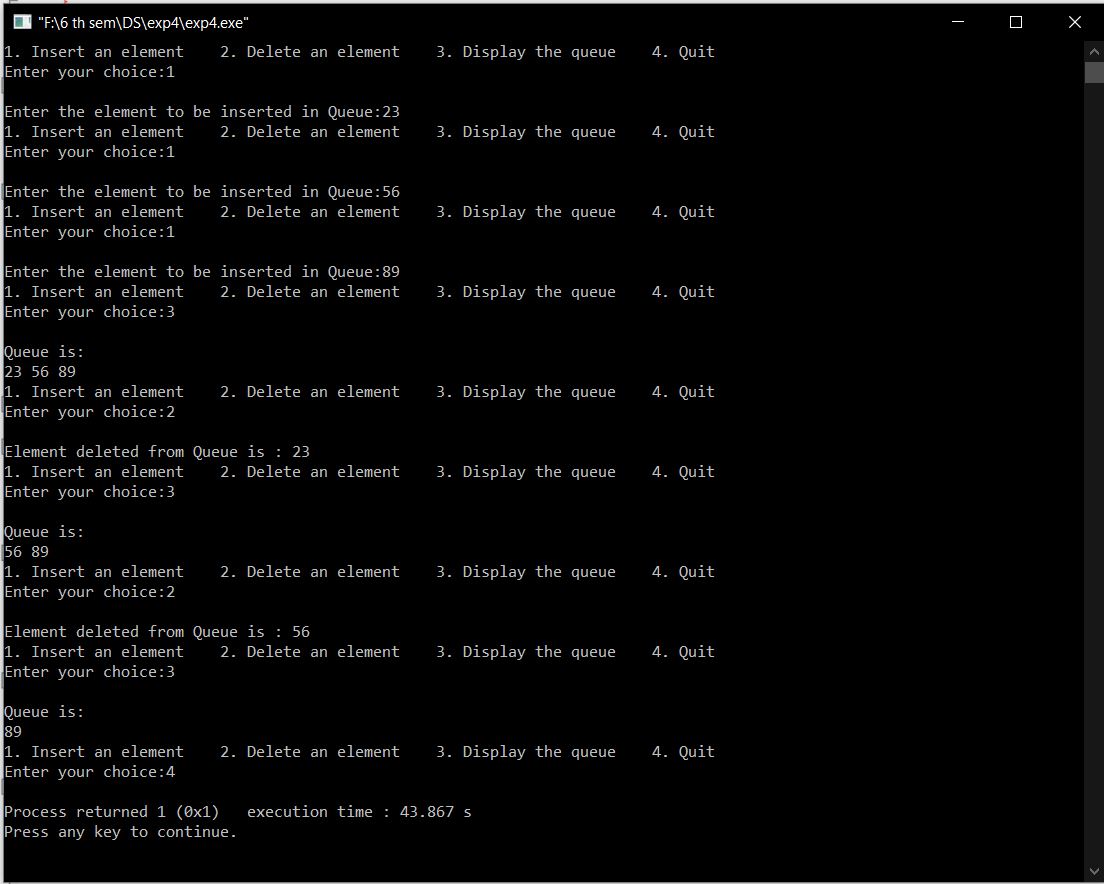 "F:\6 th sem\DS\exp4\exp4.exe"
1. Insert an element    2. Delete an element    3. Display the queue    4. Quit
Enter your choice:1
Enter the element to be inserted in Queue:23
1. Insert an element    2. Delete an element    3. Display the queue    4. Quit
Enter your choice:1
Enter the element to be inserted in Queue:56
1. Insert an element    2. Delete an element    3. Display the queue    4. Quit
Enter your choice:1
Enter the element to be inserted in Queue:89
1. Insert an element    2. Delete an element    3. Display the queue    4. Quit
Enter your choice:3
Queue is:
23 56 89
1. Insert an element    2. Delete an element    3. Display the queue    4. Quit
Enter your choice:2
Element deleted from Queue is : 23
1. Insert an element    2. Delete an element    3. Display the queue    4. Quit
Enter your choice:3
Queue is:
56 89
1. Insert an element    2. Delete an element    3. Display the queue    4. Quit
Enter your choice:2
Element deleted from Queue is : 56
1. Insert an element    2. Delete an element    3. Display the queue    4. Quit
Enter your choice:3
Queue is:
89
1. Insert an element    2. Delete an element    3. Display the queue    4. Quit
Enter your choice:4
Process returned 1 (0x1)   execution time : 43.867 s
Press any key to continue.